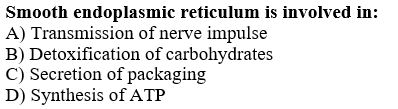 Smooth endoplasmic reticulum is involved in:
A) Transmission of nerve impulse
B) Detoxification of carbohydrates
C) Secretion of packaging
D) Synthesis of ATP